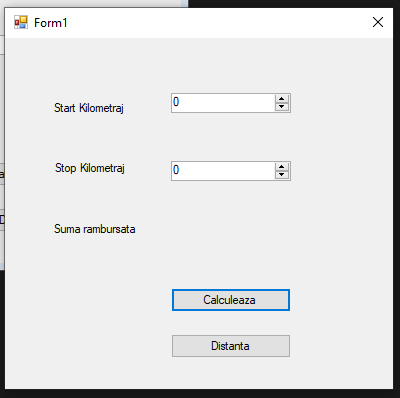 Form1
Start Kilometraj
0
Stop Kilometraj
0
Suma rambursata
Calculeaza
Distanta